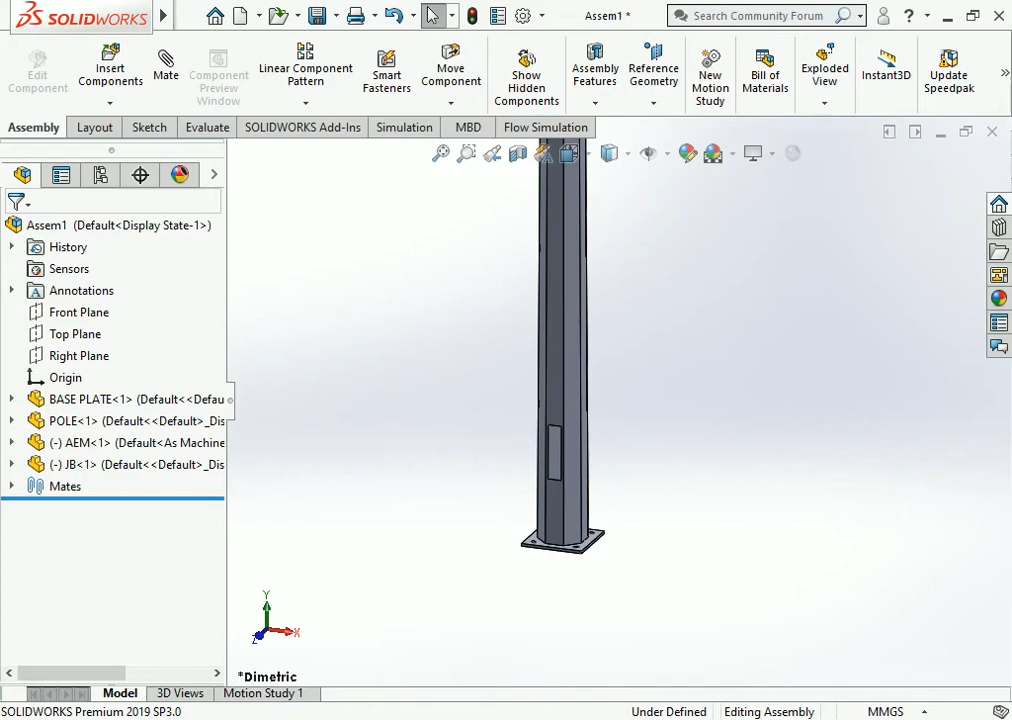 SOLIDWORKS
Assem1 *
Search Community Forum
?
Edit Component
Insert Components
Mate
Component Preview Window
Linear Component Pattern
Smart Fasteners
Move Component
Show Hidden Components
Assembly Features
Reference Geometry
New Motion Study
Bill of Materials
Exploded View
Instant3D
Update Speedpak
Assembly
Layout
Sketch
Evaluate
SOLIDWORKS Add-Ins
Simulation
MBD
Flow Simulation
Assem1 (Default<Display State-1>)
History
Sensors
A
Annotations
Front Plane
Top Plane
Right Plane
Origin
BASE PLATE<1> (Default<<Defau
POLE<1> (Default<<Default>_Dis
(-) AEM<1> (Default<As Machine
(-) JB<1> (Default<<Default>_Dis
Mates
Y
X
Z
*Dimetric
Model
3D Views
Motion Study 1
SOLIDWORKS Premium 2019 SP3.0
Under Defined
Editing Assembly
MMGS